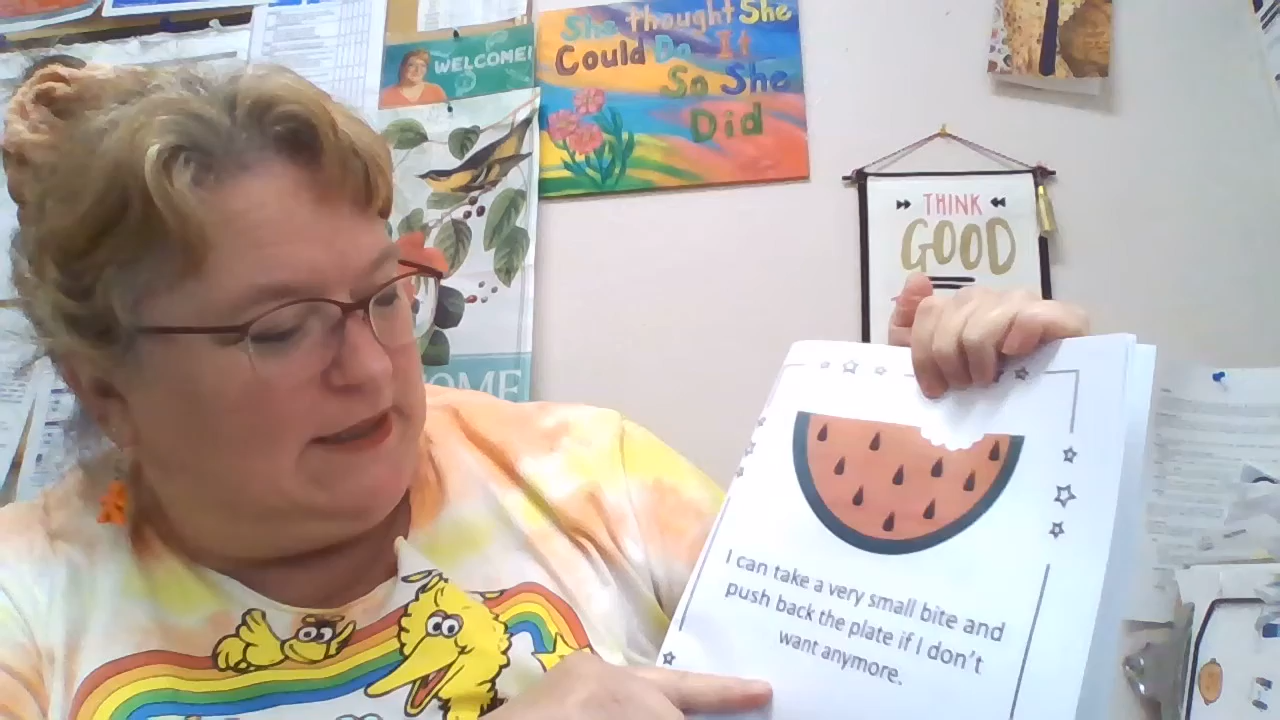 WELCOME!
She thought She
Could Do It
So She
Did
THINK
GOOD
OME
I can take a very small bite and
push back the plate if I don't
want anymore.